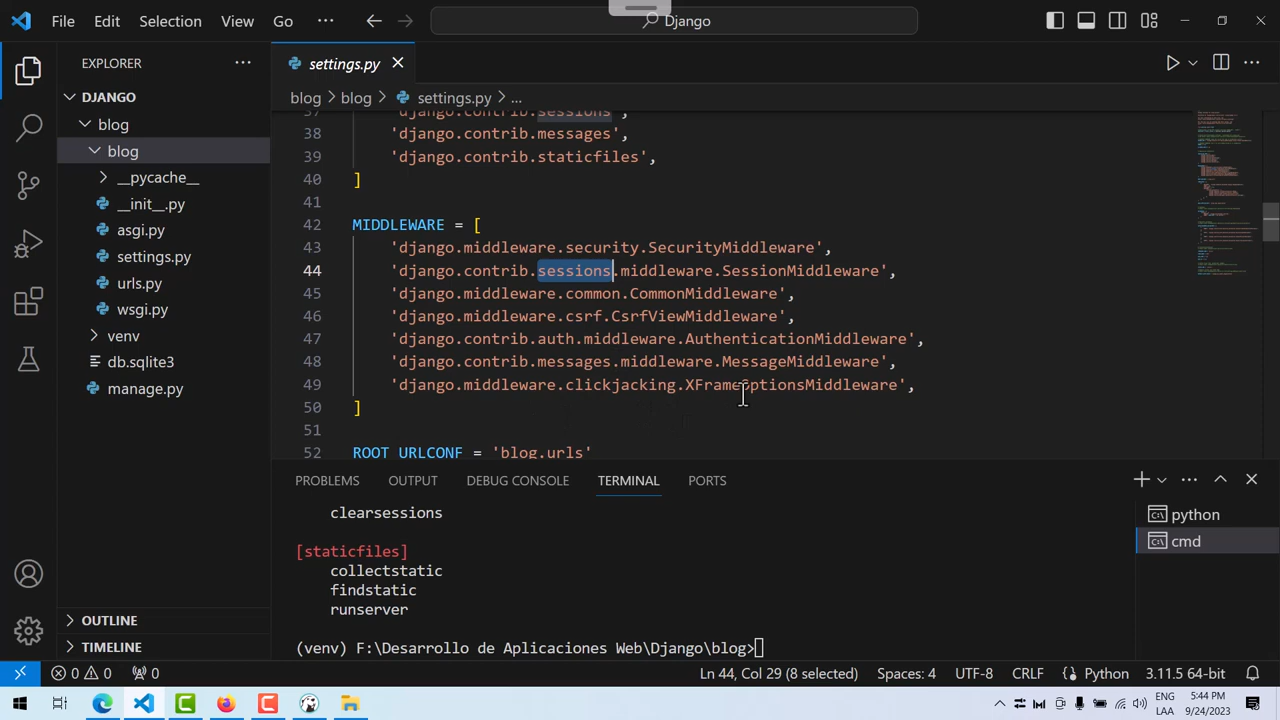 File Edit Selection View Go ··· Django
EXPLORER ···
DJANGO
blog
blog
__pycache__
__init__.py
asgi.py
settings.py
urls.py
wsgi.py
venv
db.sqlite3
manage.py
OUTLINE
TIMELINE
settings.py
blog > blog > settings.py > ...
37 'django.contrib.sessions',
38 'django.contrib.messages',
39 'django.contrib.staticfiles',
40 ]
41
42 MIDDLEWARE = [
43 'django.middleware.security.SecurityMiddleware',
44 'django.contrib.sessions.middleware.SessionMiddleware',
45 'django.middleware.common.CommonMiddleware',
46 'django.middleware.csrf.CsrfViewMiddleware',
47 'django.contrib.auth.middleware.AuthenticationMiddleware',
48 'django.contrib.messages.middleware.MessageMiddleware',
49 'django.middleware.clickjacking.XFrameOptionsMiddleware',
50 ]
51
52 ROOT_URLCONF = 'blog.urls'
PROBLEMS OUTPUT DEBUG CONSOLE TERMINAL PORTS
clearsessions
[staticfiles]
collectstatic
findstatic
runserver
(venv) F:\Desarrollo de Aplicaciones Web\Django\blog>
python
cmd
0 0 0 Ln 44, Col 29 (8 selected) Spaces: 4 UTF-8 CRLF Python 3.11.5 64-bit
ENG 5:44 PM
LAA 9/24/2023